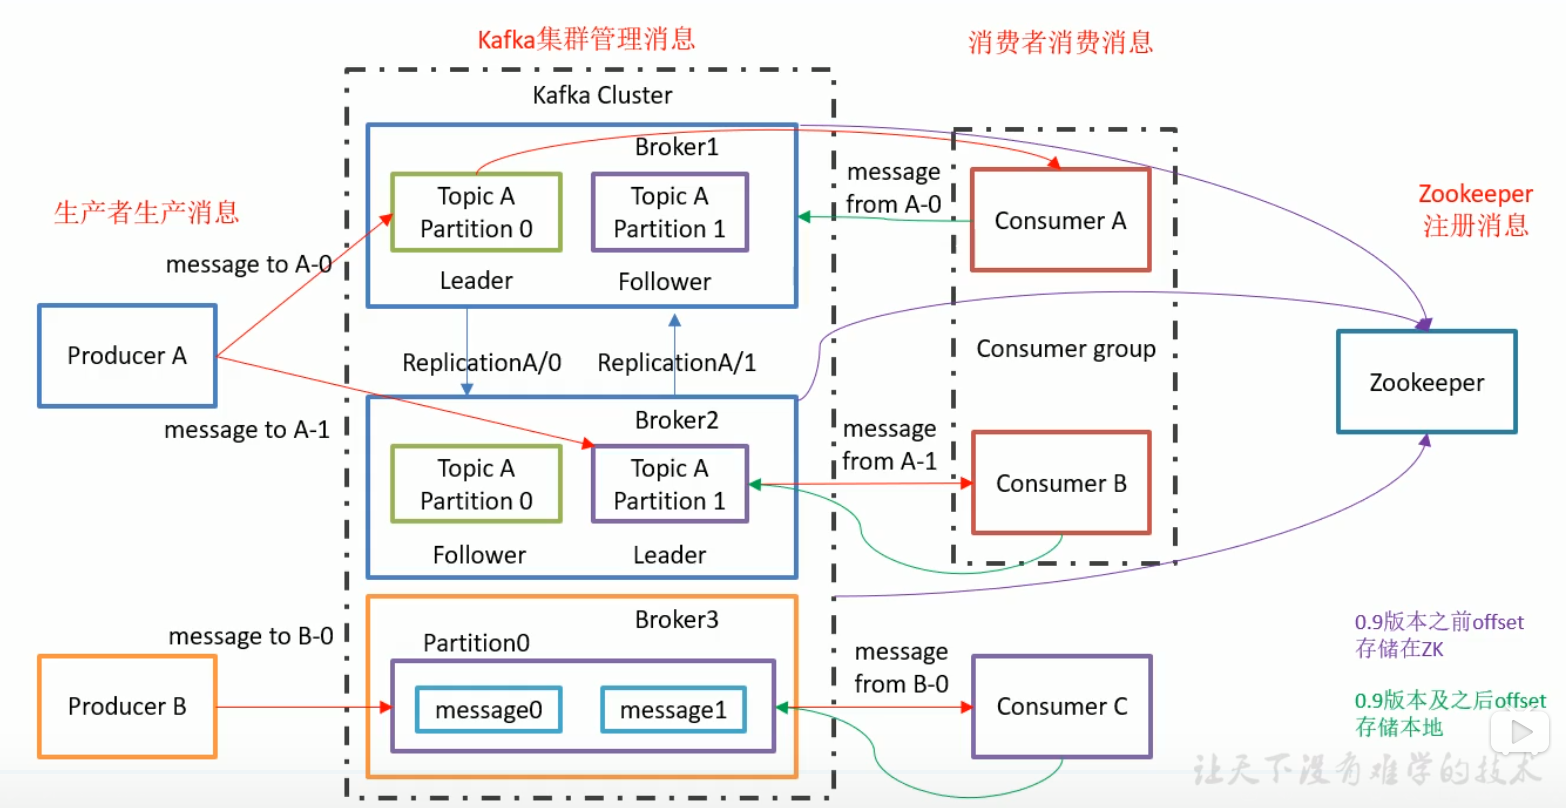 Kafka集群管理消息
消费者消费消息
Kafka Cluster
Broker1
Topic A
Partition 0
Topic A
Partition 1
Leader
Follower
message
from A-0
Consumer A
Zookeeper
注册消息
生产者生产消息
message to A-0
Producer A
message to A-1
ReplicationA/0
ReplicationA/1
Consumer group
Zookeeper
Broker2
Topic A
Partition 0
Topic A
Partition 1
Follower
Leader
message
from A-1
Consumer B
message to B-0
Producer B
Broker3
Partition0
message0
message1
message
from B-0
Consumer C
0.9版本之前offset
存储在ZK
0.9版本及之后offset
存储本地
让天下没有难学的技术